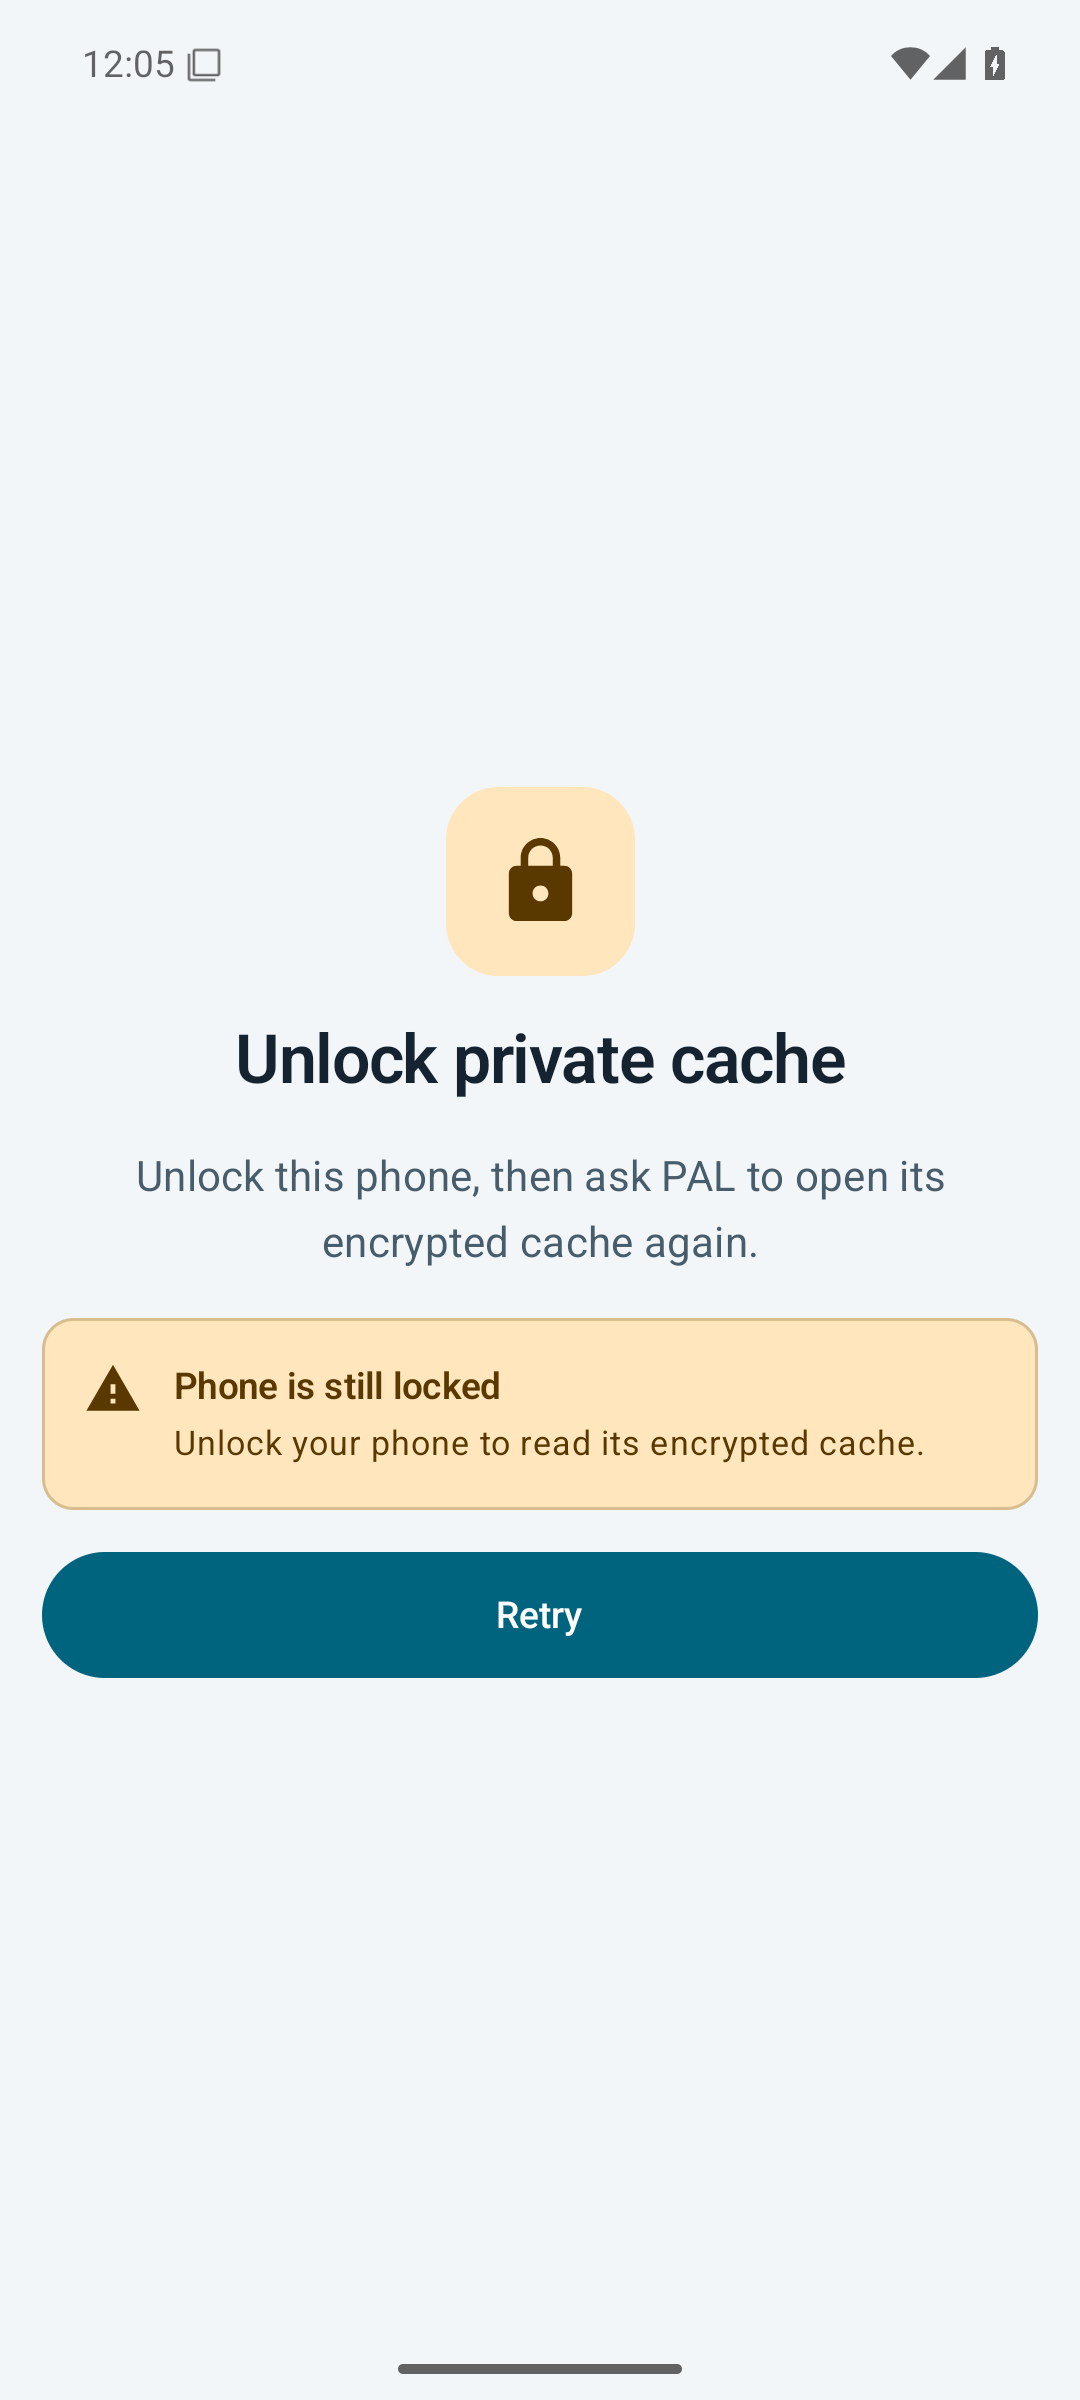 12:05
Unlock private cache
Unlock this phone, then ask PAL to open its
encrypted cache again.
Phone is still locked
Unlock your phone to read its encrypted cache.
Retry